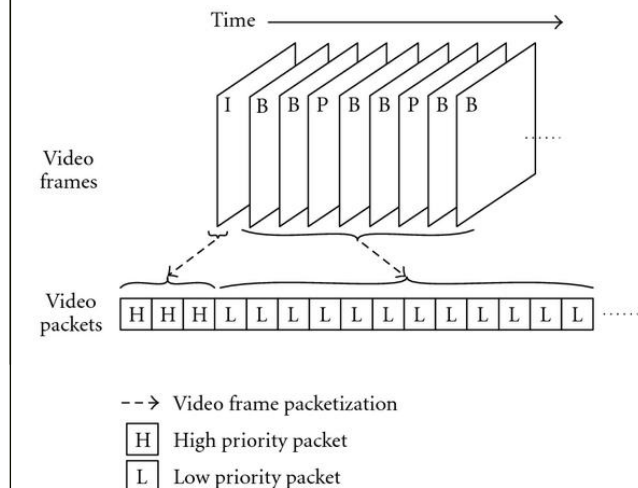 Time
I B B P B B P B B
......
Video
frames
Video
packets
H H H L L L L L L L L L L L L ......
Video frame packetization
H High priority packet
L Low priority packet